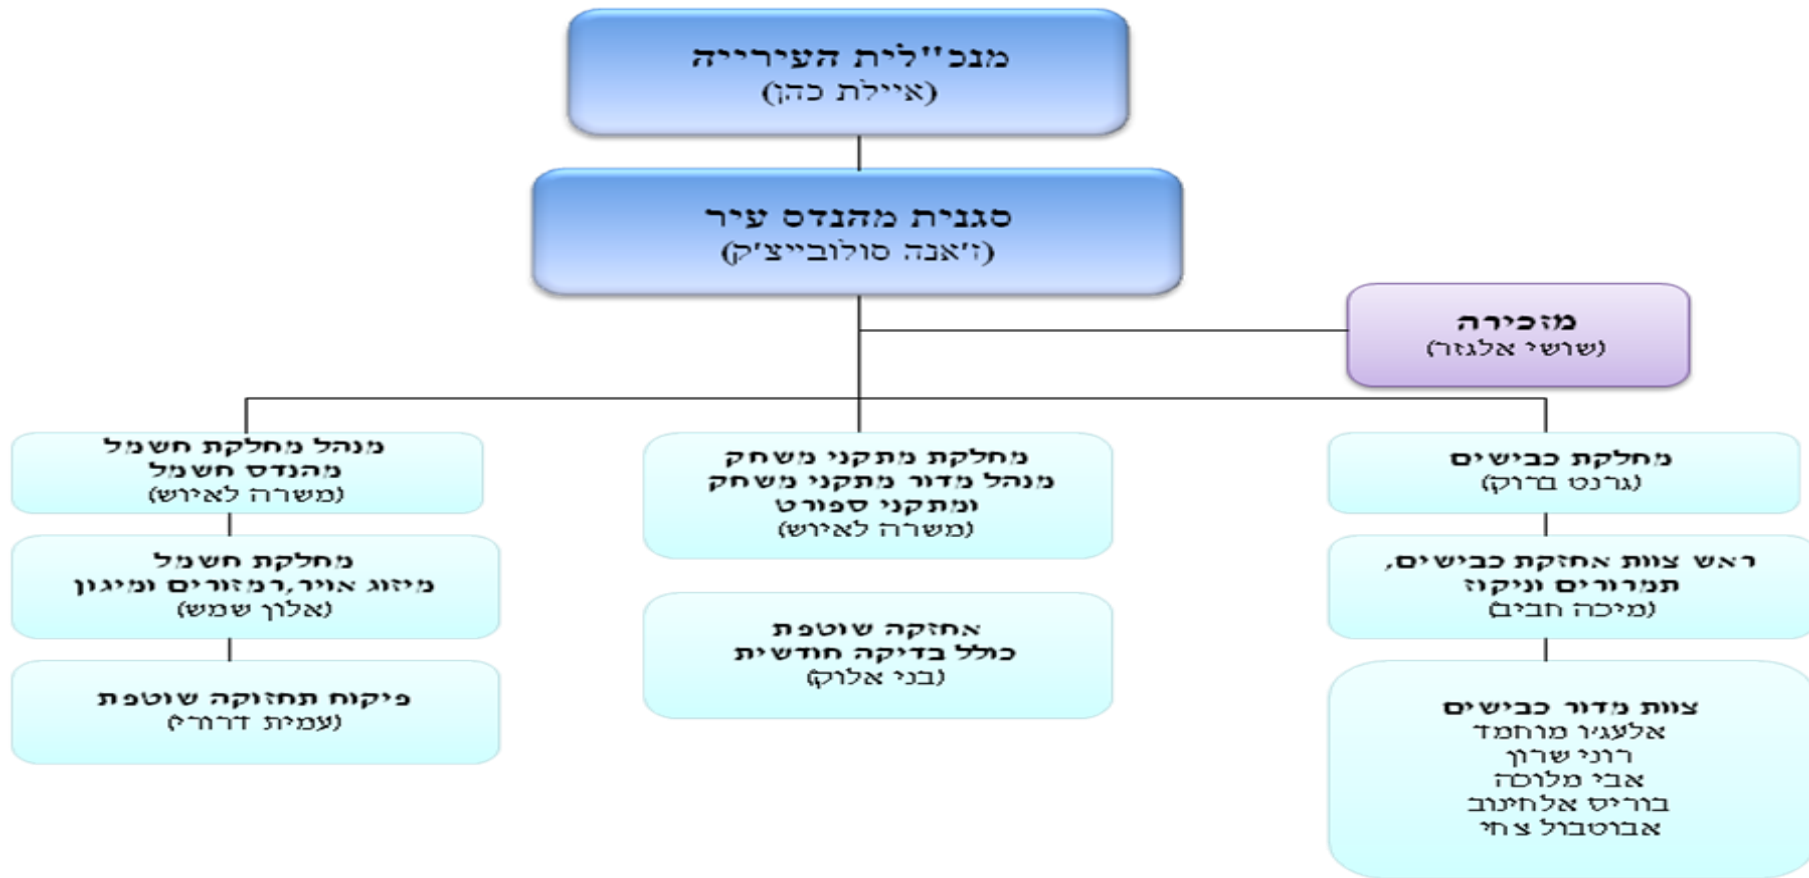 מנכ"לית העירייה
(איילת כהן)
סגנית מהנדס עיר
(ז'אנה סולובייצ'ק)
מזכירה
(שושי אלגזר)
מחלקת כבישים
(גרנט ברוק)
ראש צוות אחזקת כבישים,
תמרורים וניקוז
(מיכה חביב)
צוות מדור כבישים
אלעג'ו מוחמד
רוני שרון
אבי מלוכה
בוריס אלחינוב
אבוטבול צחי
מחלקת מתקני משחק
מנהל מדור מתקני משחק
ומתקני ספורט
(משרה לאיוש)
אחזקה שוטפת
כולל בדיקה חודשית
(בני אלוק)
מנהל מחלקת חשמל
מהנדס חשמל
(משרה לאיוש)
מחלקת חשמל
מיזוג אויר,רמזורים ומיגון
(אלון שמש)
פיקוח תחזוקה שוטפת
(עמית דרורי)